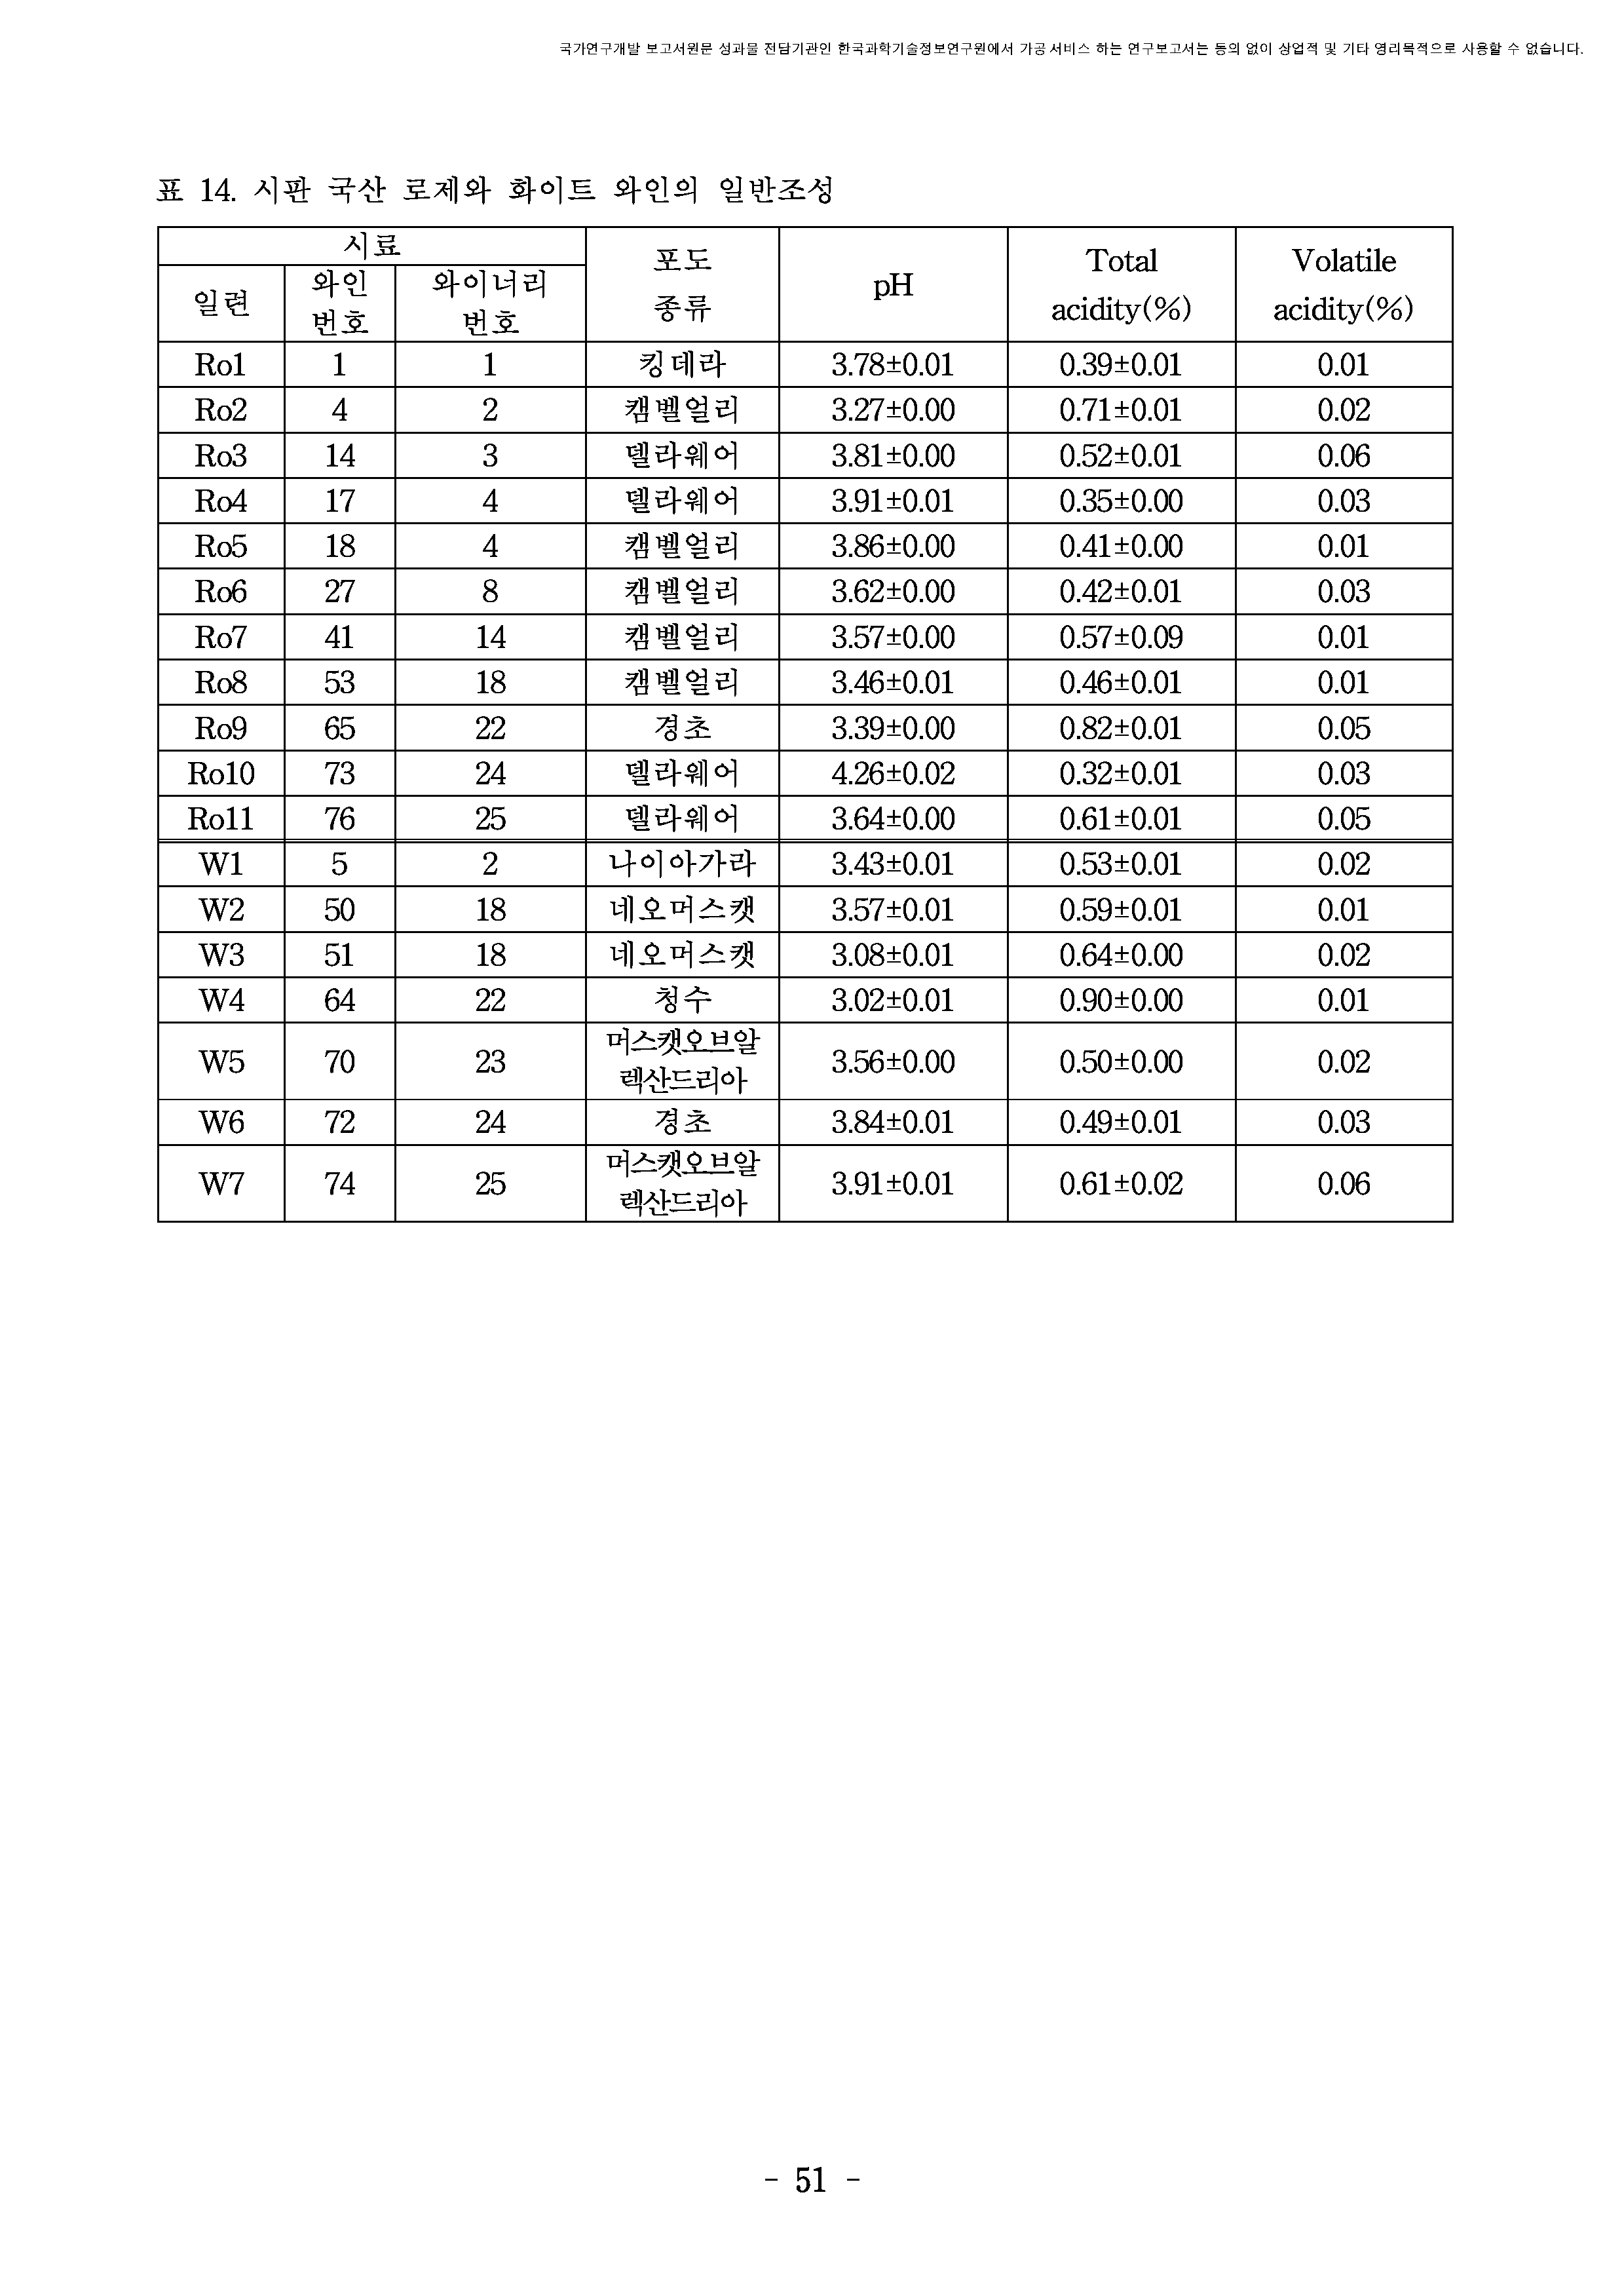 국가연구개발 보고서원문 성과물 전담기관인 한국과학기술정보연구원에서 가공·서비스 하는 연구보고서는 동의 없이 상업적 및 기타 영리목적으로 사용할 수 없습니다.
표 14. 시판 국산 로제와 화이트 와인의 일반조성
시료 포도 종류 pH Total acidity(%) Volatile acidity(%)
일련 와인 번호 와이너리 번호
Ro1 1 1 킹데라 3.78±0.01 0.39±0.01 0.01
Ro2 4 2 캠벨얼리 3.27±0.00 0.71±0.01 0.02
Ro3 14 3 델라웨어 3.81±0.00 0.52±0.01 0.06
Ro4 17 4 델라웨어 3.91±0.01 0.35±0.00 0.03
Ro5 18 4 캠벨얼리 3.86±0.00 0.41±0.00 0.01
Ro6 27 8 캠벨얼리 3.62±0.00 0.42±0.01 0.03
Ro7 41 14 캠벨얼리 3.57±0.00 0.57±0.09 0.01
Ro8 53 18 캠벨얼리 3.46±0.01 0.46±0.01 0.01
Ro9 65 22 경초 3.39±0.00 0.82±0.01 0.05
Ro10 73 24 델라웨어 4.26±0.02 0.32±0.01 0.03
Ro11 76 25 델라웨어 3.64±0.00 0.61±0.01 0.05
W1 5 2 나이아가라 3.43±0.01 0.53±0.01 0.02
W2 50 18 네오머스캣 3.57±0.01 0.59±0.01 0.01
W3 51 18 네오머스캣 3.08±0.01 0.64±0.00 0.02
W4 64 22 청수 3.02±0.01 0.90±0.00 0.01
W5 70 23 머스캣오브알렉산드리아 3.56±0.00 0.50±0.00 0.02
W6 72 24 경초 3.84±0.01 0.49±0.01 0.03
W7 74 25 머스캣오브알렉산드리아 3.91±0.01 0.61±0.02 0.06
- 51 -